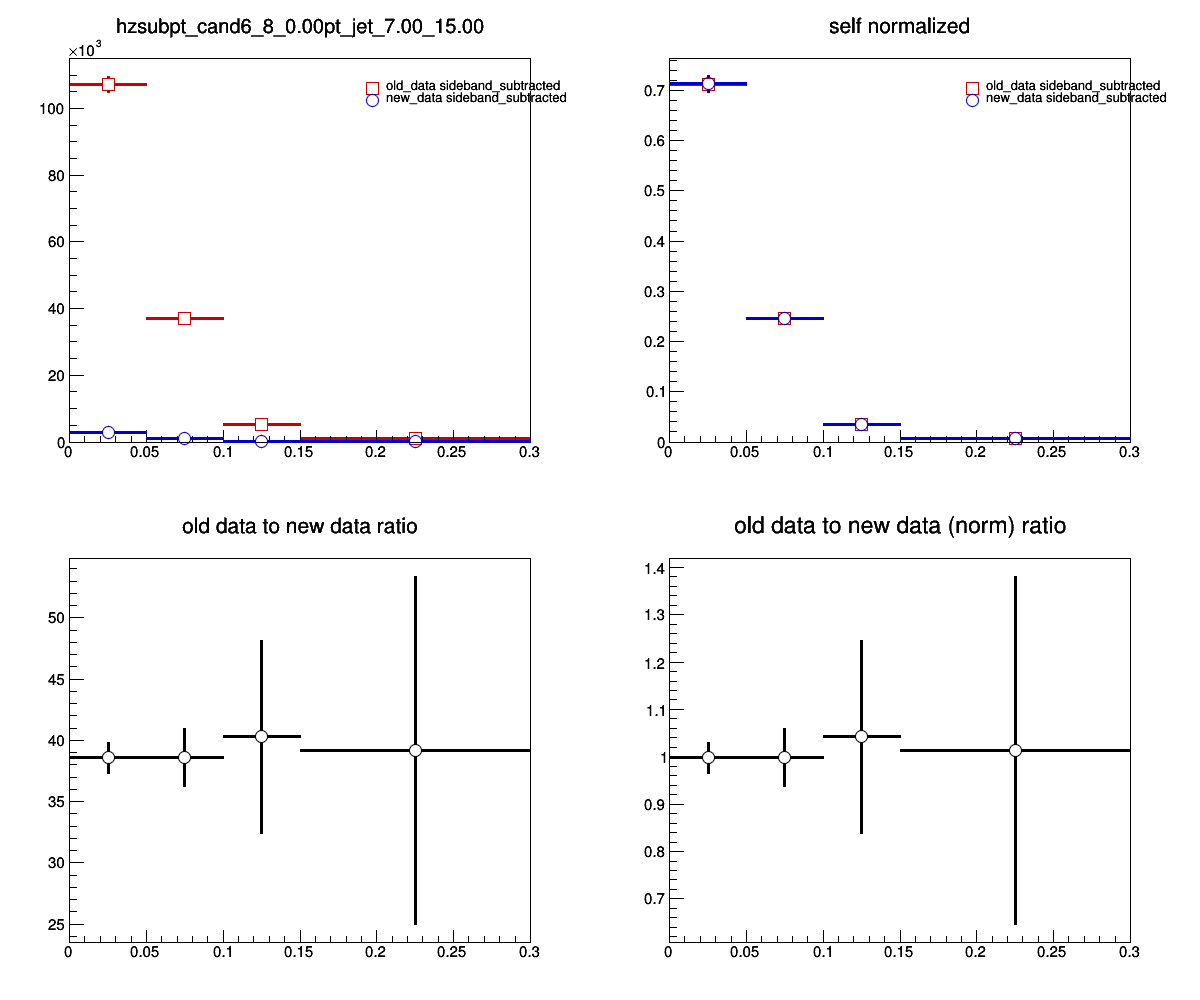 hzsubpt_cand6_8_0.00pt_jet_7.00_15.00
×10³
old_data sideband_subtracted
new_data sideband_subtracted
100
80
60
40
20
0
0 0.05 0.1 0.15 0.2 0.25 0.3
self normalized
old_data sideband_subtracted
new_data sideband_subtracted
0.7
0.6
0.5
0.4
0.3
0.2
0.1
0
0 0.05 0.1 0.15 0.2 0.25 0.3
old data to new data ratio
50
45
40
35
30
25
0 0.05 0.1 0.15 0.2 0.25 0.3
old data to new data (norm) ratio
1.4
1.3
1.2
1.1
1
0.9
0.8
0.7
0 0.05 0.1 0.15 0.2 0.25 0.3